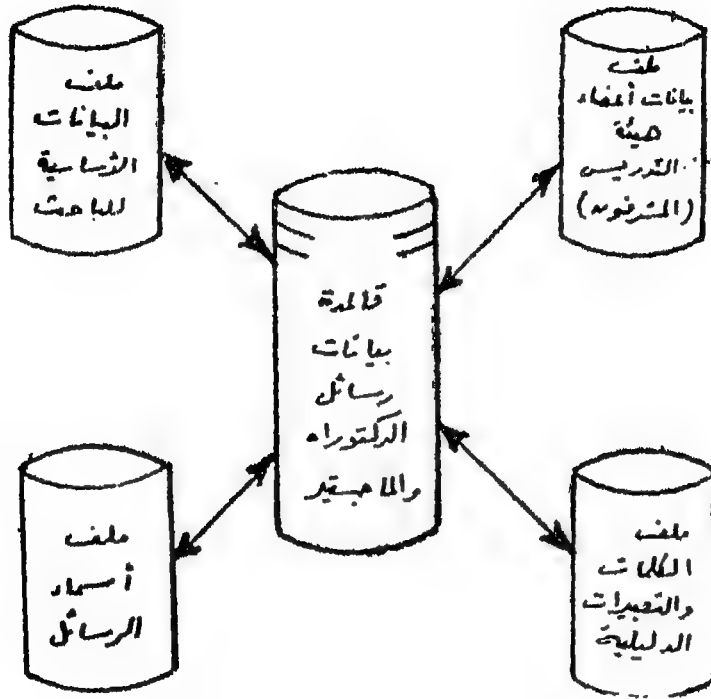 ملف
بيانات أعضاء
هيئة
التدريس
(المشرفون)
ملف
البيانات
الأساسية
للباحث
قاعدة
بيانات
رسائل
الدكتوراه
والماجستير
ملف
الكلمات
والتعبيرات
الدليلية
ملف
أسماء
الرسائل